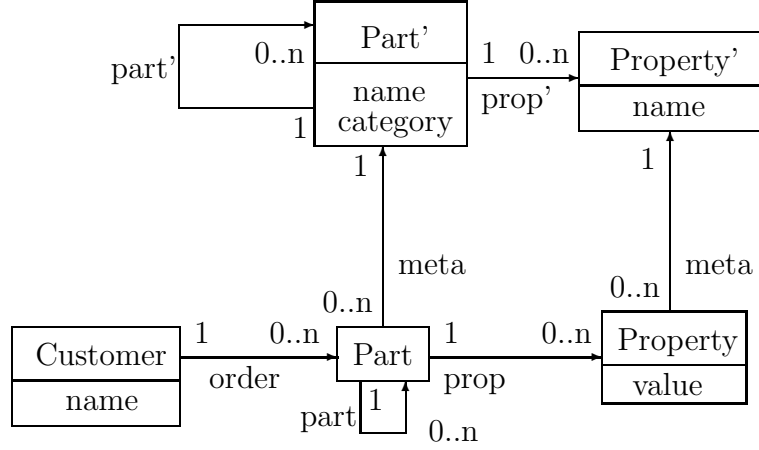 Part'
1 0..n
Property'
part'
0..n
name
category
prop'
name
1
1
1
meta
meta
0..n
0..n
Customer
1
0..n
Part
1
0..n
Property
order
prop
value
name
part
1
0..n